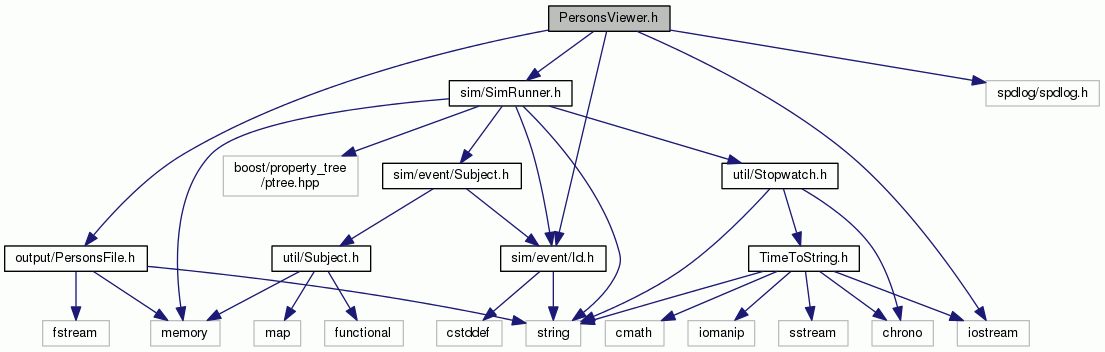 PersonsViewer.h
sim/SimRunner.h
spdlog/spdlog.h
boost/property_tree
/ptree.hpp
sim/event/Subject.h
util/Stopwatch.h
output/PersonsFile.h
util/Subject.h
sim/event/Id.h
TimeToString.h
fstream
memory
map
functional
cstddef
string
cmath
iomanip
sstream
chrono
iostream